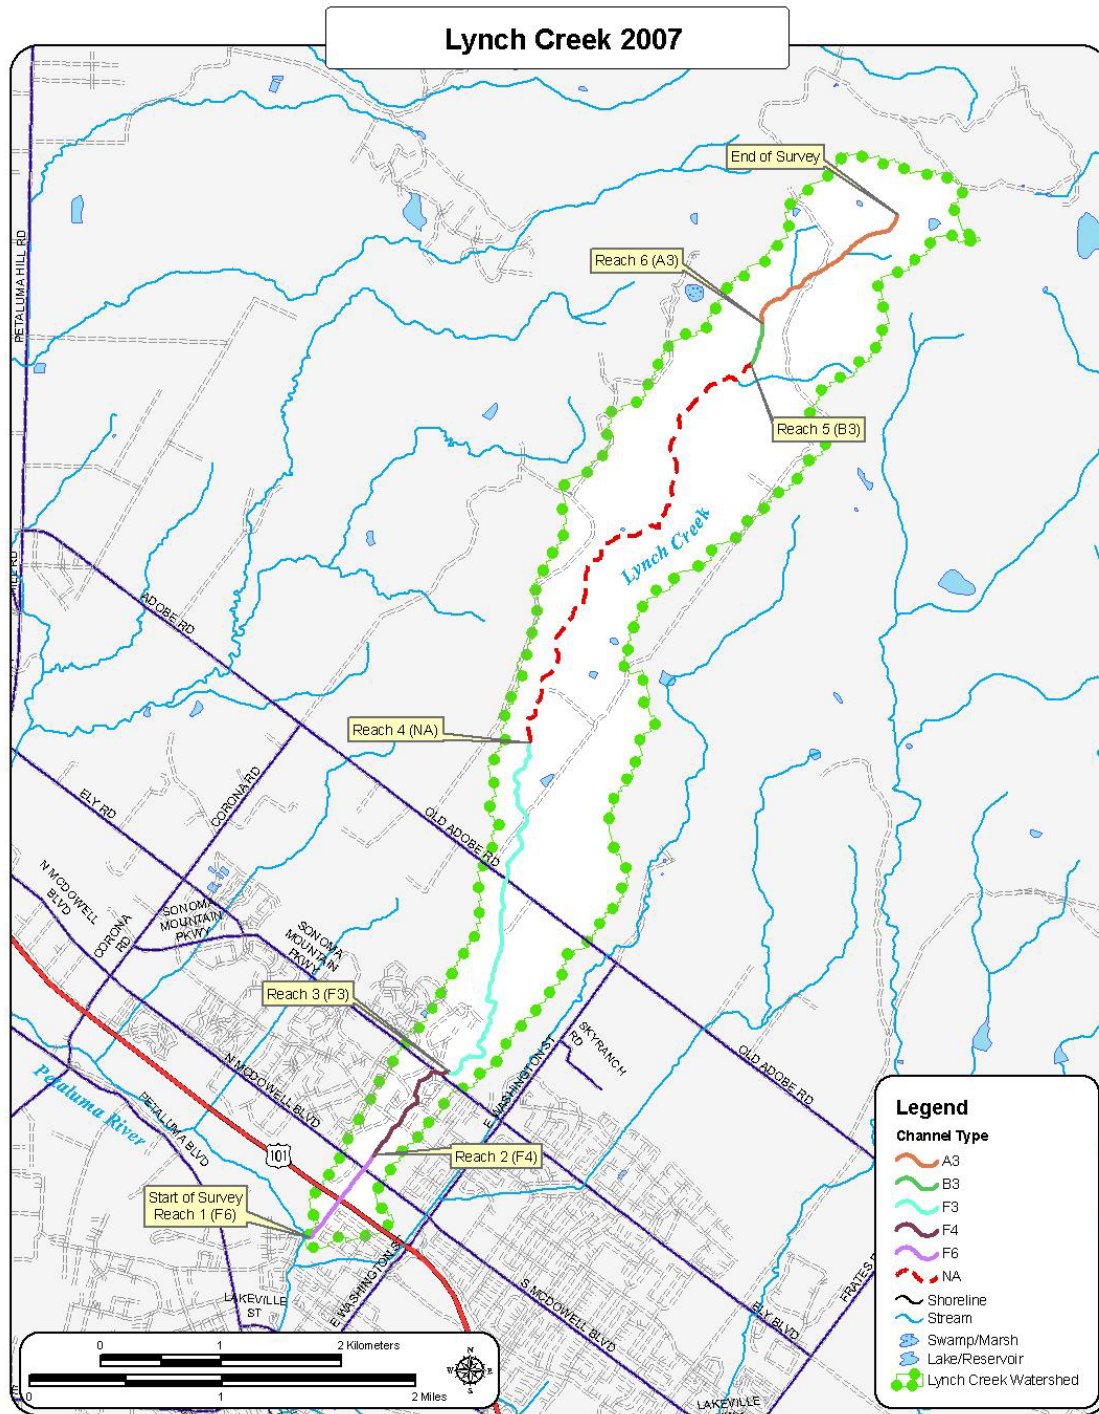 Lynch Creek 2007
End of Survey
Reach 6 (A3)
PETALUMA HILL RD
Reach 5 (B3)
Lynch Creek
HILL RD
ADOBE RD
Reach 4 (NA)
CORONA RD
ELY RD
OLD ADOBE RD
N MCDOWELL
BLVD
SONOMA
MOUNTAIN
PKWY
CORONA
RD
SONOMA
MOUNTAIN
PKWY
Reach 3 (F3)
SKYRANCH
RD
OLD ADOBE RD
E WASHINGTON ST
N MCDOWELL BLVD
Petaluma River
PETALUMA BLVD
101
Reach 2 (F4)
Start of Survey
Reach 1 (F6)
E WASHINGTON ST
LAKEVILLE
ST
S MCDOWELL BLVD
ELY BLVD
FRATES R
LAKEVILLE
Legend
Channel Type
A3
B3
F3
F4
F6
NA
Shoreline
Stream
Swamp/Marsh
Lake/Reservoir
Lynch Creek Watershed
0 1 2 Kilometers
0 1 2 Miles
N
W E
S